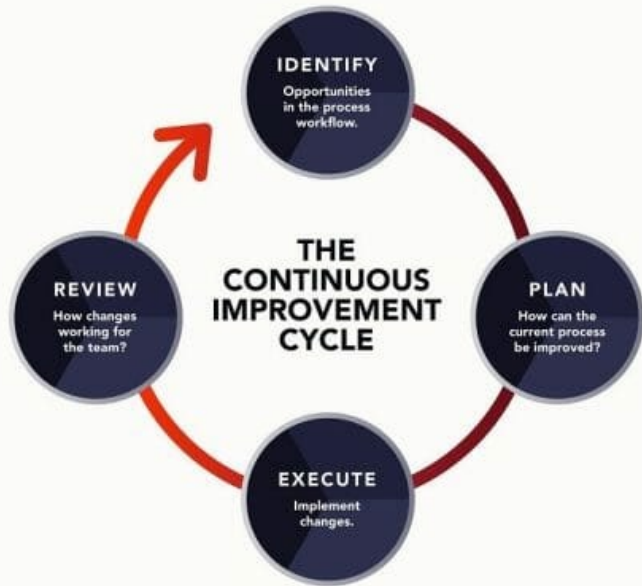 IDENTIFY
Opportunities
in the process
workflow.
THE
CONTINUOUS
IMPROVEMENT
CYCLE
PLAN
How can the
current process
be improved?
EXECUTE
Implement
changes.
REVIEW
How changes
working for
the team?